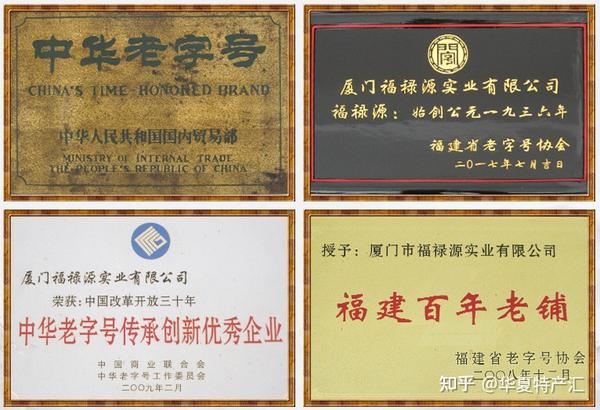 中华老字号
CHINA'S TIME-HONORED BRAND
中华人民共和国国内贸易部
MINISTRY OF INTERNAL TRADE
THE PEOPLE'S REPUBLIC OF CHINA
厦门福禄源实业有限公司
福禄源：始创公元一九三六年
福建省老字号协会
二〇一七年七月吉日
厦门福禄源实业有限公司
荣获：中国改革开放三十年
中华老字号传承创新优秀企业
中国商业联合会
中华老字号工作委员会
二〇〇九年二月
授予：厦门市福禄源实业有限公司
福建百年老铺
福建省老字号协会
二〇〇八年十二月
知乎 @华夏特产汇